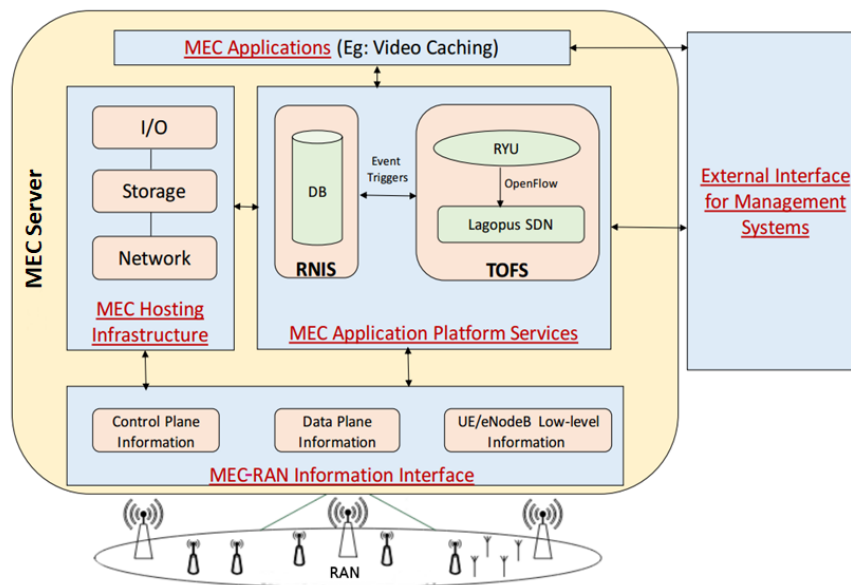 MEC Applications (Eg: Video Caching)
MEC Server
I/O
Storage
Network
MEC Hosting
Infrastructure
DB
RNIS
Event
Triggers
RYU
OpenFlow
Lagopus SDN
TOFS
MEC Application Platform Services
External Interface
for Management
Systems
Control Plane
Information
Data Plane
Information
UE/eNodeB Low-level
Information
MEC-RAN Information Interface
RAN